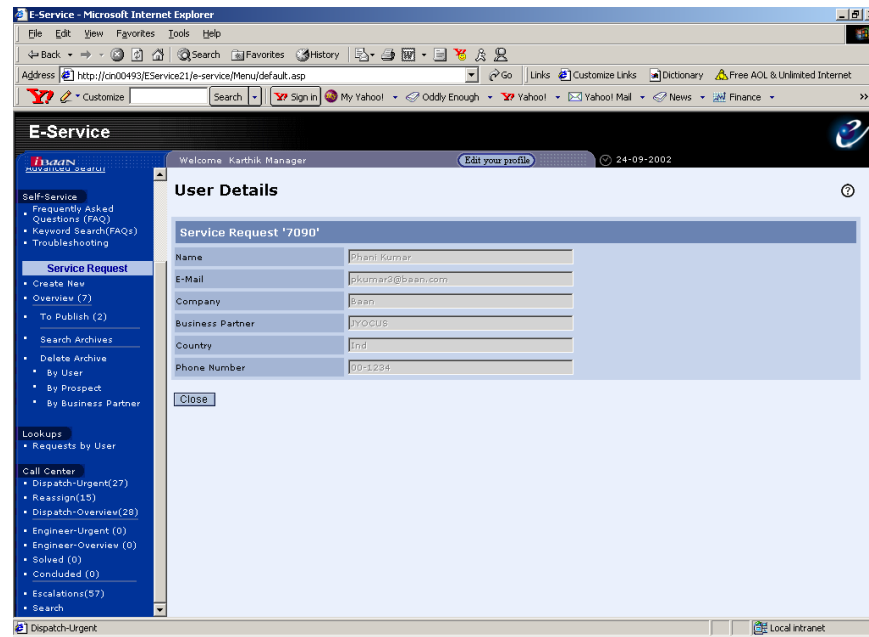 E-Service - Microsoft Internet Explorer
File Edit View Favorites Tools Help
Back Search Favorites History
Address http://cin00493/EService21/e-service/Menu/default.asp Go Links Customize Links Dictionary Free AOL & Unlimited Internet
Y! Customize Search Sign in My Yahoo! Oddly Enough Yahoo! Yahoo! Mail News Finance »
E-Service
iBaaN Welcome Karthik Manager Edit your profile 24-09-2002
Advanced Search
Self-Service
Frequently Asked
Questions (FAQ)
Keyword Search(FAQs)
Troubleshooting
Service Request
Create New
Overview (7)
To Publish (2)
Search Archives
Delete Archive
By User
By Prospect
By Business Partner
Lookups
Requests by User
Call Center
Dispatch-Urgent(27)
Reassign(15)
Dispatch-Overview(28)
Engineer-Urgent (0)
Engineer-Overview (0)
Solved (0)
Concluded (0)
Escalations(57)
Search
User Details
Service Request '7090'
Name Phani Kumar
E-Mail pkumar3@baan.com
Company Baan
Business Partner JYOCUS
Country Ind
Phone Number 00-1234
Close
Dispatch-Urgent Local intranet